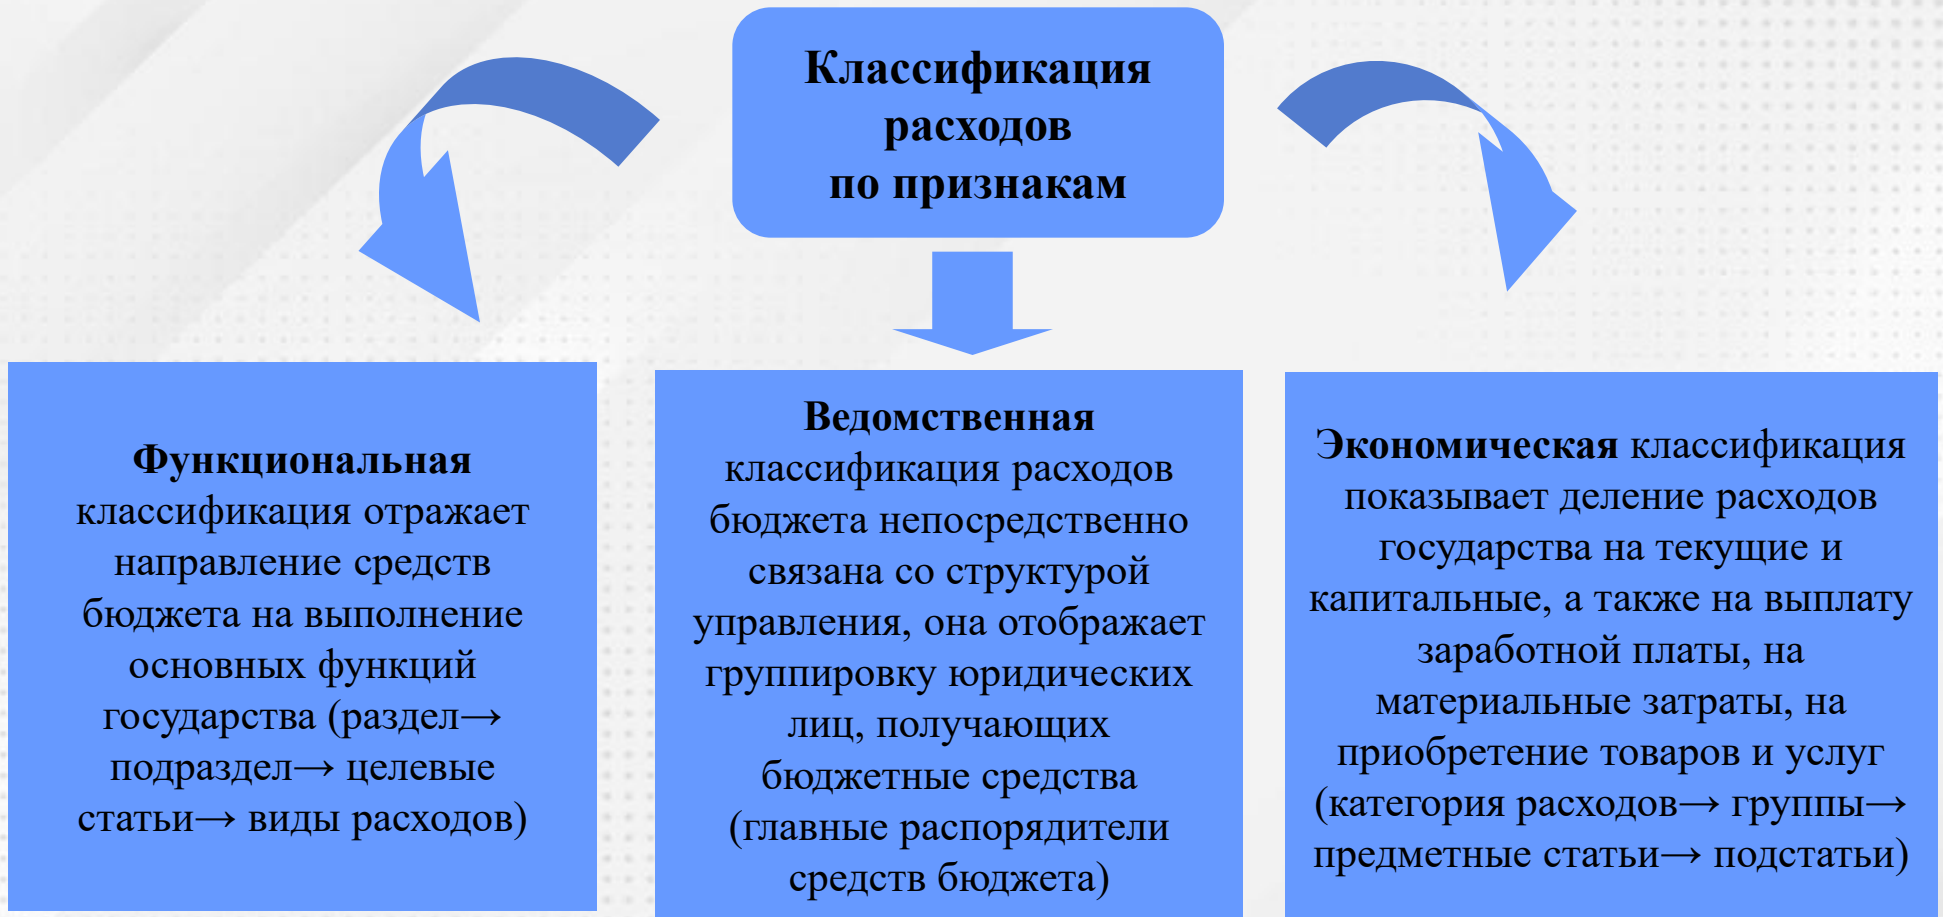 Классификация
расходов
по признакам
Функциональная
классификация отражает
направление средств
бюджета на выполнение
основных функций
государства (раздел→
подраздел→ целевые
статьи→ виды расходов)
Ведомственная
классификация расходов
бюджета непосредственно
связана со структурой
управления, она отображает
группировку юридических
лиц, получающих
бюджетные средства
(главные распорядители
средств бюджета)
Экономическая классификация
показывает деление расходов
государства на текущие и
капитальные, а также на выплату
заработной платы, на
материальные затраты, на
приобретение товаров и услуг
(категория расходов→ группы→
предметные статьи→ подстатьи)